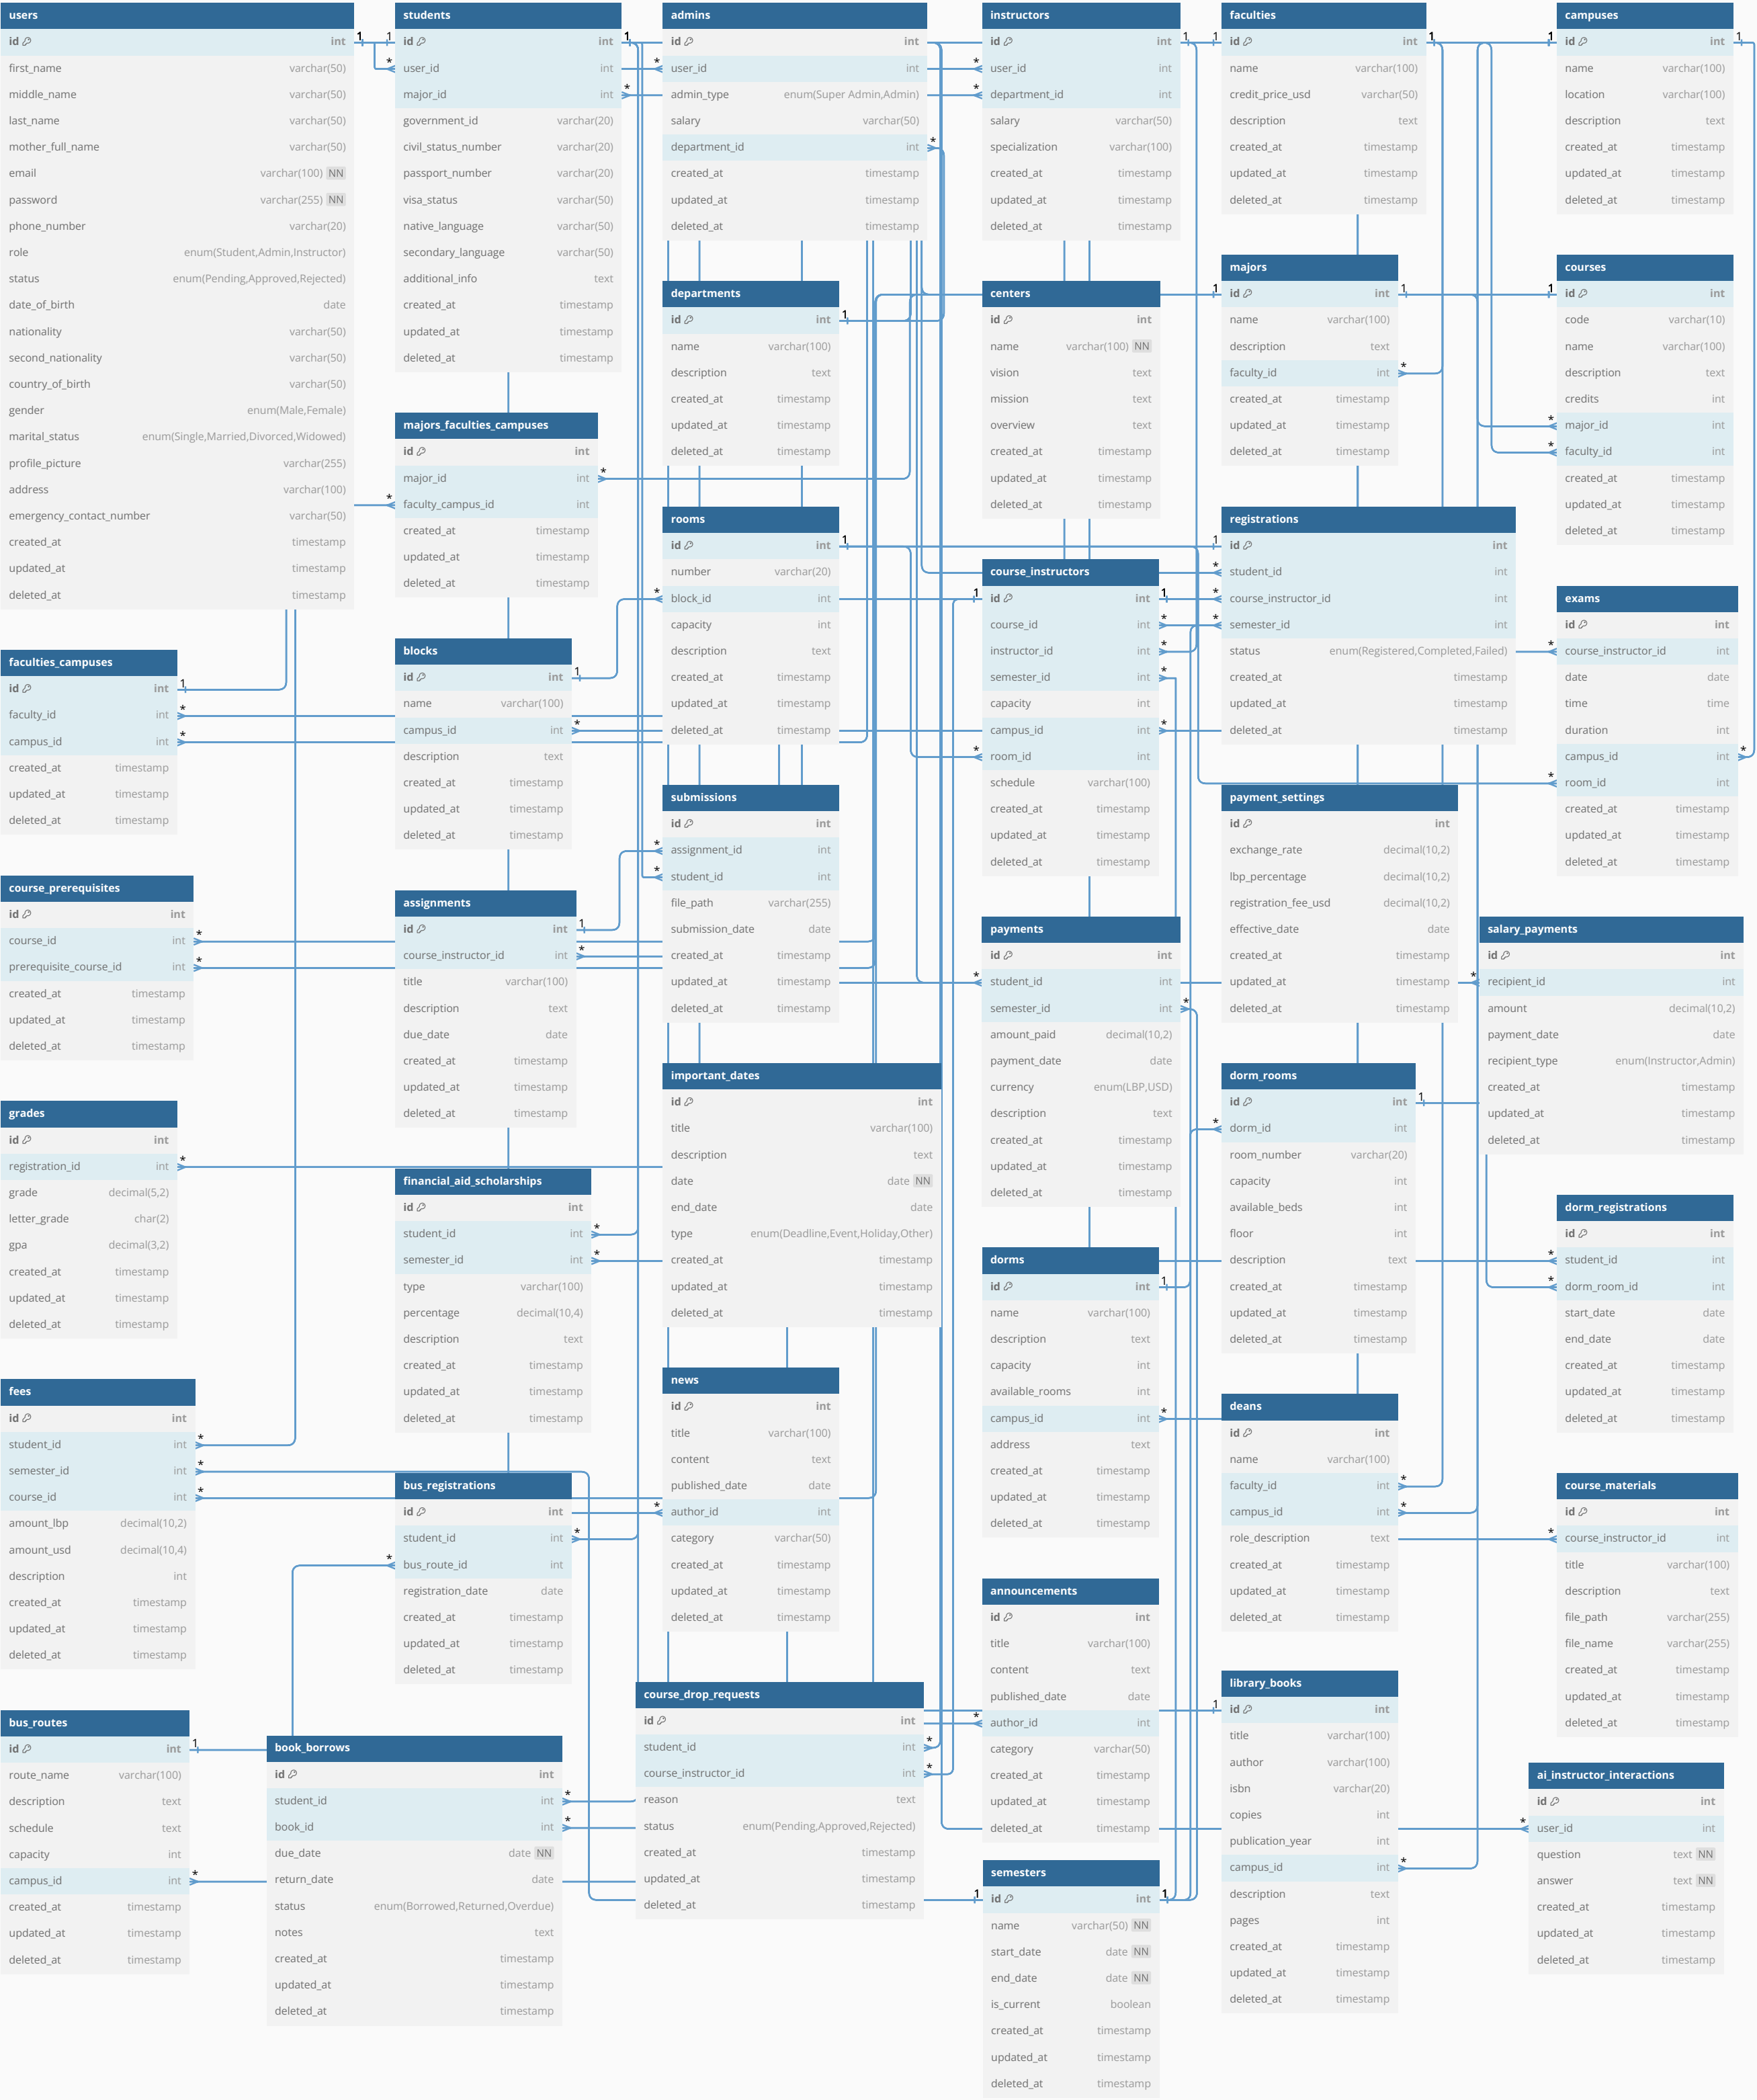 users
id int
first_name varchar(50)
middle_name varchar(50)
last_name varchar(50)
mother_full_name varchar(50)
email varchar(100) NN
password varchar(255) NN
phone_number varchar(20)
role enum(Student,Admin,Instructor)
status enum(Pending,Approved,Rejected)
date_of_birth date
nationality varchar(50)
second_nationality varchar(50)
country_of_birth varchar(50)
gender enum(Male,Female)
marital_status enum(Single,Married,Divorced,Widowed)
profile_picture varchar(255)
address varchar(100)
emergency_contact_number varchar(50)
created_at timestamp
updated_at timestamp
deleted_at timestamp
students
id int
user_id int
major_id int
government_id varchar(20)
civil_status_number varchar(20)
passport_number varchar(20)
visa_status varchar(50)
native_language varchar(50)
secondary_language varchar(50)
additional_info text
created_at timestamp
updated_at timestamp
deleted_at timestamp
admins
id int
user_id int
admin_type enum(Super Admin,Admin)
salary varchar(50)
department_id int
created_at timestamp
updated_at timestamp
deleted_at timestamp
instructors
id int
user_id int
department_id int
salary varchar(50)
specialization varchar(100)
created_at timestamp
updated_at timestamp
deleted_at timestamp
faculties
id int
name varchar(100)
credit_price_usd varchar(50)
description text
created_at timestamp
updated_at timestamp
deleted_at timestamp
campuses
id int
name varchar(100)
location varchar(100)
description text
created_at timestamp
updated_at timestamp
deleted_at timestamp
departments
id int
name varchar(100)
description text
created_at timestamp
updated_at timestamp
deleted_at timestamp
centers
id int
name varchar(100) NN
vision text
mission text
overview text
created_at timestamp
updated_at timestamp
deleted_at timestamp
majors
id int
name varchar(100)
description text
faculty_id int
created_at timestamp
updated_at timestamp
deleted_at timestamp
courses
id int
code varchar(10)
name varchar(100)
description text
credits int
major_id int
faculty_id int
created_at timestamp
updated_at timestamp
deleted_at timestamp
majors_faculties_campuses
id int
major_id int
faculty_campus_id int
created_at timestamp
updated_at timestamp
deleted_at timestamp
rooms
id int
number varchar(20)
block_id int
capacity int
description text
created_at timestamp
updated_at timestamp
deleted_at timestamp
course_instructors
id int
course_id int
instructor_id int
semester_id int
capacity int
campus_id int
room_id int
schedule varchar(100)
created_at timestamp
updated_at timestamp
deleted_at timestamp
registrations
id int
student_id int
course_instructor_id int
semester_id int
status enum(Registered,Completed,Failed)
created_at timestamp
updated_at timestamp
deleted_at timestamp
exams
id int
course_instructor_id int
date date
time time
duration int
campus_id int
room_id int
created_at timestamp
updated_at timestamp
deleted_at timestamp
faculties_campuses
id int
faculty_id int
campus_id int
created_at timestamp
updated_at timestamp
deleted_at timestamp
blocks
id int
name varchar(100)
campus_id int
description text
created_at timestamp
updated_at timestamp
deleted_at timestamp
submissions
id int
assignment_id int
student_id int
file_path varchar(255)
submission_date date
created_at timestamp
updated_at timestamp
deleted_at timestamp
payment_settings
id int
exchange_rate decimal(10,2)
lbp_percentage decimal(10,2)
registration_fee_usd decimal(10,2)
effective_date date
created_at timestamp
updated_at timestamp
deleted_at timestamp
course_prerequisites
id int
course_id int
prerequisite_course_id int
created_at timestamp
updated_at timestamp
deleted_at timestamp
assignments
id int
course_instructor_id int
title varchar(100)
description text
due_date date
created_at timestamp
updated_at timestamp
deleted_at timestamp
payments
id int
student_id int
semester_id int
amount_paid decimal(10,2)
payment_date date
currency enum(LBP,USD)
description text
created_at timestamp
updated_at timestamp
deleted_at timestamp
salary_payments
id int
recipient_id int
amount decimal(10,2)
payment_date date
recipient_type enum(Instructor,Admin)
created_at timestamp
updated_at timestamp
deleted_at timestamp
important_dates
id int
title varchar(100)
description text
date date NN
end_date date
type enum(Deadline,Event,Holiday,Other)
created_at timestamp
updated_at timestamp
deleted_at timestamp
dorm_rooms
id int
dorm_id int
room_number varchar(20)
capacity int
available_beds int
floor int
description text
created_at timestamp
updated_at timestamp
deleted_at timestamp
grades
id int
registration_id int
grade decimal(5,2)
letter_grade char(2)
gpa decimal(3,2)
created_at timestamp
updated_at timestamp
deleted_at timestamp
financial_aid_scholarships
id int
student_id int
semester_id int
type varchar(100)
percentage decimal(10,4)
description text
created_at timestamp
updated_at timestamp
deleted_at timestamp
dorms
id int
name varchar(100)
description text
capacity int
available_rooms int
campus_id int
address text
created_at timestamp
updated_at timestamp
deleted_at timestamp
dorm_registrations
id int
student_id int
dorm_room_id int
start_date date
end_date date
created_at timestamp
updated_at timestamp
deleted_at timestamp
fees
id int
student_id int
semester_id int
course_id int
amount_lbp decimal(10,2)
amount_usd decimal(10,4)
description int
created_at timestamp
updated_at timestamp
deleted_at timestamp
bus_registrations
id int
student_id int
bus_route_id int
registration_date date
created_at timestamp
updated_at timestamp
deleted_at timestamp
news
id int
title varchar(100)
content text
published_date date
author_id int
category varchar(50)
created_at timestamp
updated_at timestamp
deleted_at timestamp
deans
id int
name varchar(100)
faculty_id int
campus_id int
role_description text
created_at timestamp
updated_at timestamp
deleted_at timestamp
course_materials
id int
course_instructor_id int
title varchar(100)
description text
file_path varchar(255)
file_name varchar(255)
created_at timestamp
updated_at timestamp
deleted_at timestamp
announcements
id int
title varchar(100)
content text
published_date date
author_id int
category varchar(50)
created_at timestamp
updated_at timestamp
deleted_at timestamp
bus_routes
id int
route_name varchar(100)
description text
schedule text
capacity int
campus_id int
created_at timestamp
updated_at timestamp
deleted_at timestamp
book_borrows
id int
student_id int
book_id int
due_date date NN
return_date date
status enum(Borrowed,Returned,Overdue)
notes text
created_at timestamp
updated_at timestamp
deleted_at timestamp
course_drop_requests
id int
student_id int
course_instructor_id int
reason text
status enum(Pending,Approved,Rejected)
created_at timestamp
updated_at timestamp
deleted_at timestamp
library_books
id int
title varchar(100)
author varchar(100)
isbn varchar(20)
copies int
publication_year int
campus_id int
description text
pages int
created_at timestamp
updated_at timestamp
deleted_at timestamp
ai_instructor_interactions
id int
user_id int
question text NN
answer text NN
created_at timestamp
updated_at timestamp
deleted_at timestamp
semesters
id int
name varchar(50) NN
start_date date NN
end_date date NN
is_current boolean
created_at timestamp
updated_at timestamp
deleted_at timestamp